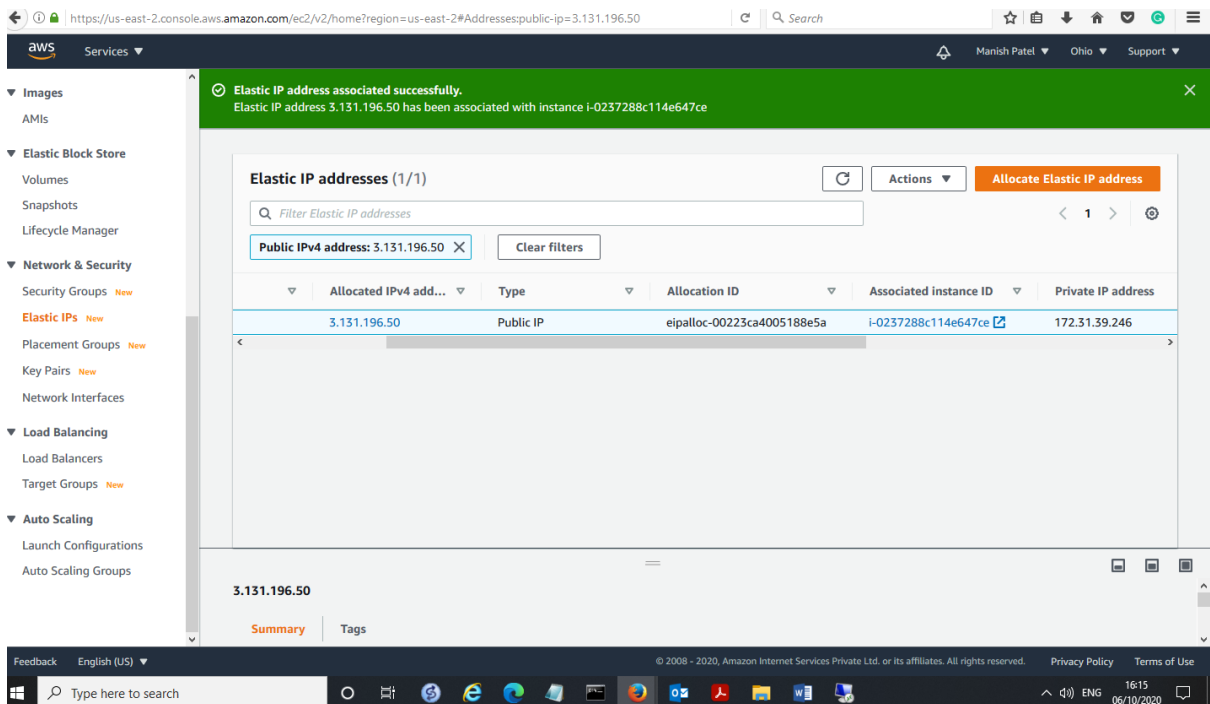 https://us-east-2.console.aws.amazon.com/ec2/v2/home?region=us-east-2#Addresses:public-ip=3.131.196.50
Search
aws Services Manish Patel Ohio Support
Images
AMIs
Elastic Block Store
Volumes
Snapshots
Lifecycle Manager
Network & Security
Security Groups New
Elastic IPs New
Placement Groups New
Key Pairs New
Network Interfaces
Load Balancing
Load Balancers
Target Groups New
Auto Scaling
Launch Configurations
Auto Scaling Groups
Elastic IP address associated successfully.
Elastic IP address 3.131.196.50 has been associated with instance i-0237288c114e647ce
Elastic IP addresses (1/1) Actions Allocate Elastic IP address
Filter Elastic IP addresses 1
Public IPv4 address: 3.131.196.50 Clear filters
Allocated IPv4 add... Type Allocation ID Associated instance ID Private IP address
3.131.196.50 Public IP eipalloc-00223ca4005188e5a i-0237288c114e647ce 172.31.39.246
3.131.196.50
Summary Tags
Feedback English (US) © 2008 - 2020, Amazon Internet Services Private Ltd. or its affiliates. All rights reserved. Privacy Policy Terms of Use
Type here to search ENG 16:15
06/10/2020